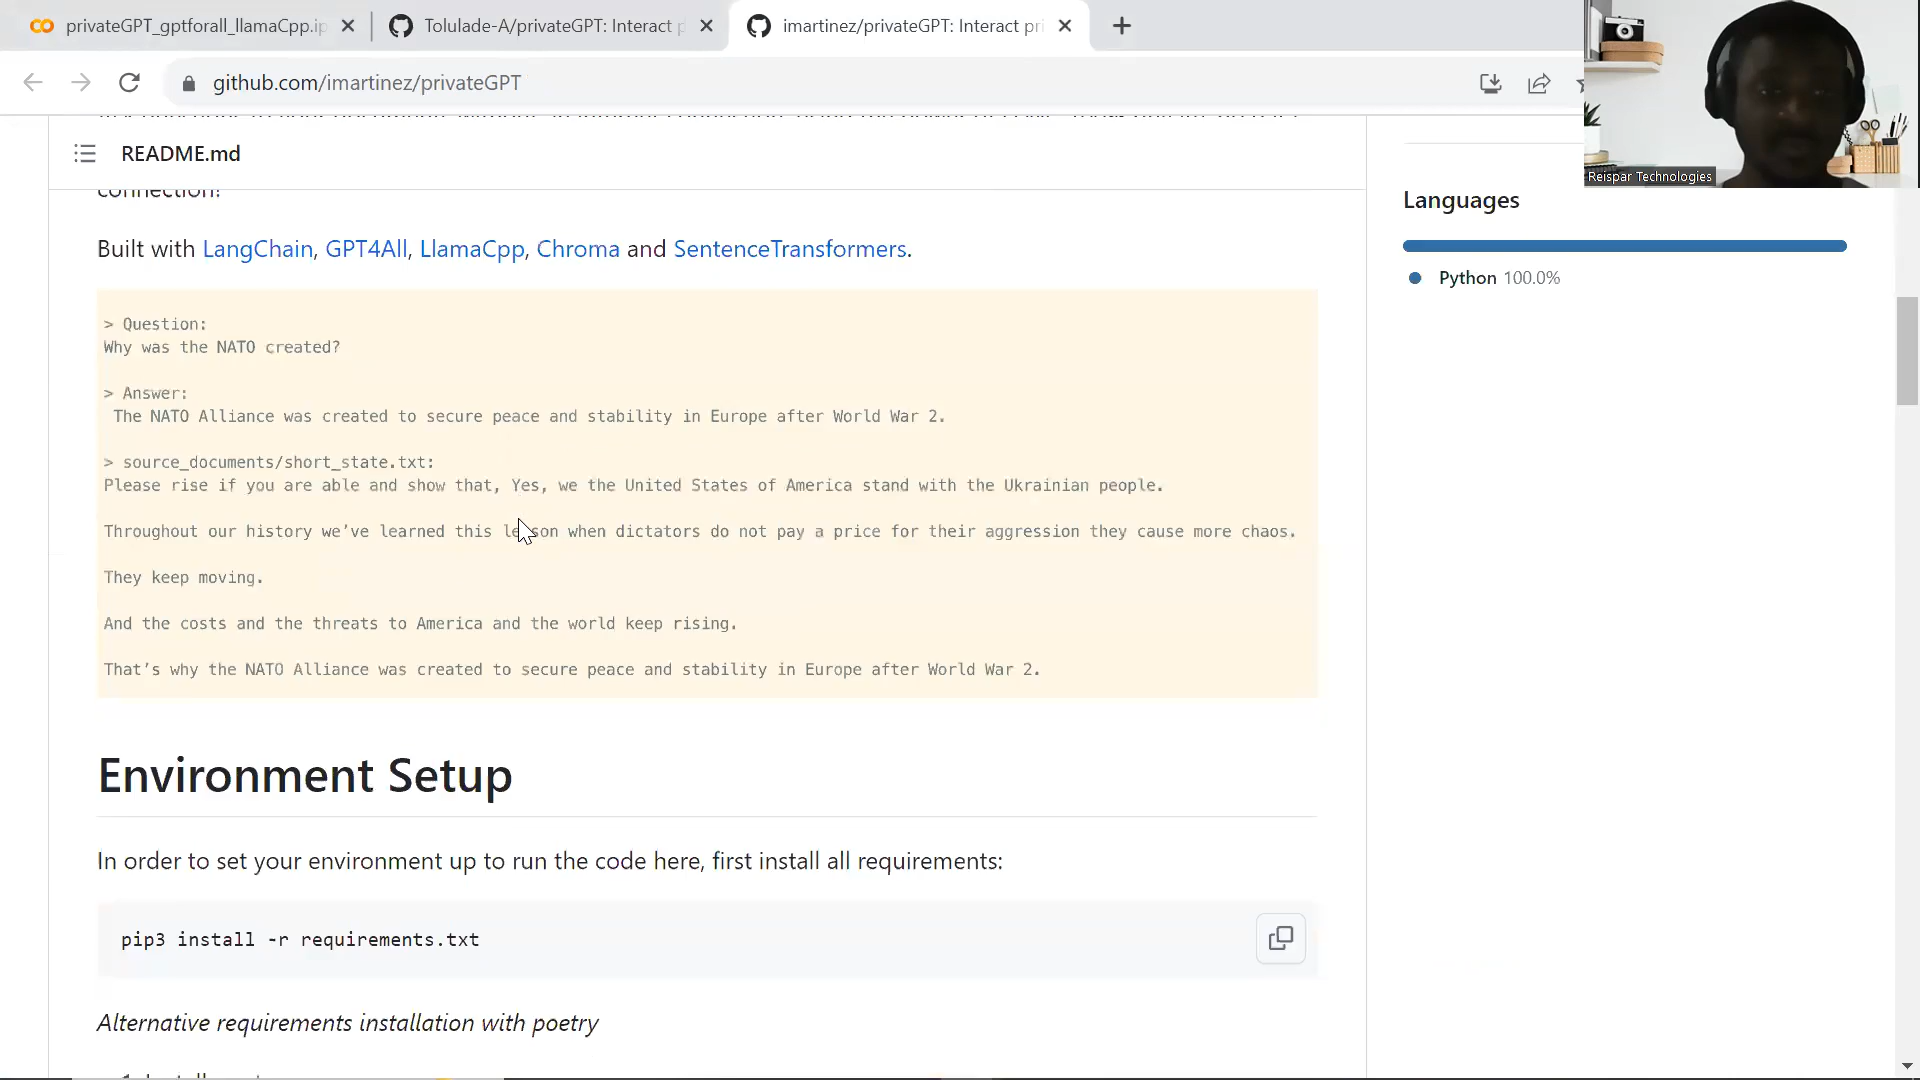 privateGPT_gptforall_llamaCpp.ip
Tolulade-A/privateGPT: Interact p
imartinez/privateGPT: Interact pri
github.com/imartinez/privateGPT
Reispar Technologies
README.md
connection!
Languages
Python 100.0%
Built with LangChain, GPT4All, LlamaCpp, Chroma and SentenceTransformers.
> Question:
Why was the NATO created?
> Answer:
The NATO Alliance was created to secure peace and stability in Europe after World War 2.
> source_documents/short_state.txt:
Please rise if you are able and show that, Yes, we the United States of America stand with the Ukrainian people.
Throughout our history we’ve learned this lesson when dictators do not pay a price for their aggression they cause more chaos.
They keep moving.
And the costs and the threats to America and the world keep rising.
That’s why the NATO Alliance was created to secure peace and stability in Europe after World War 2.
Environment Setup
In order to set your environment up to run the code here, first install all requirements:
pip3 install -r requirements.txt
Alternative requirements installation with poetry